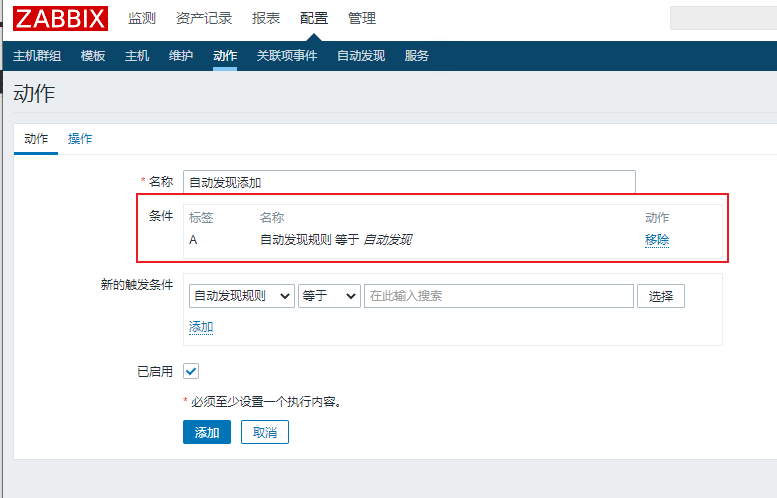 ZABBIX 监测 资产记录 报表 配置 管理
主机群组 模板 主机 维护 动作 关联项事件 自动发现 服务
动作
动作 操作
* 名称 自动发现添加
条件 标签 名称 动作
A 自动发现规则 等于 自动发现 移除
新的触发条件 自动发现规则 等于 在此输入搜索 选择
添加
已启用
* 必须至少设置一个执行内容。
添加 取消